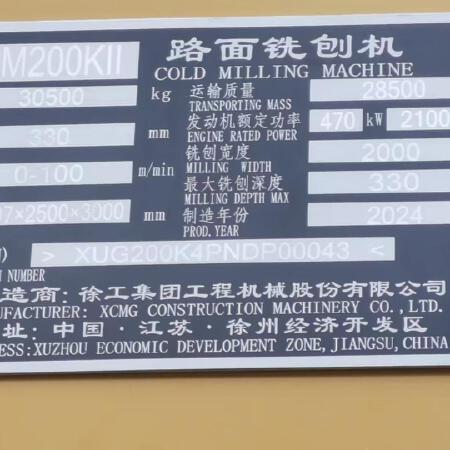 M200KII 路面铣刨机
COLD MILLING MACHINE
30500 kg 运输质量 28500
TRANSPORTING MASS
330 mm 发动机额定功率 470 kW 2100
ENGINE RATED POWER
0-100 m/min 铣刨宽度 2000
MILLING WIDTH
最大铣刨深度 330
MILLING DEPTH MAX
7×2500×3000 mm 制造年份 2024
PROD. YEAR
> XUG200K4PNDP00043 <
NUMBER
造商: 徐工集团工程机械股份有限公司
UFACTURER: XCMG CONSTRUCTION MACHINERY CO., LTD.
址: 中国·江苏·徐州经济开发区
ESS:XUZHOU ECONOMIC DEVELOPMENT ZONE, JIANGSU, CHINA